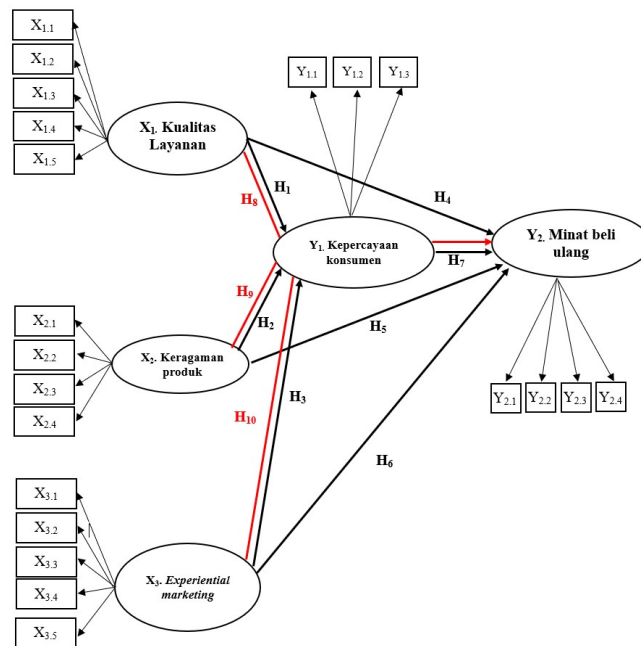 X1.1
X1.2
X1.3
X1.4
X1.5
X1. Kualitas
Layanan
Y1.1
Y1.2
Y1.3
H1
H8
H4
Y1. Kepercayaan
konsumen
H7
Y2. Minat beli
ulang
H9
H2
H5
X2.1
X2.2
X2.3
X2.4
X2. Keragaman
produk
Y2.1
Y2.2
Y2.3
Y2.4
H10
H3
H6
X3.1
X3.2
X3.3
X3.4
X3.5
X3. Experiential
marketing